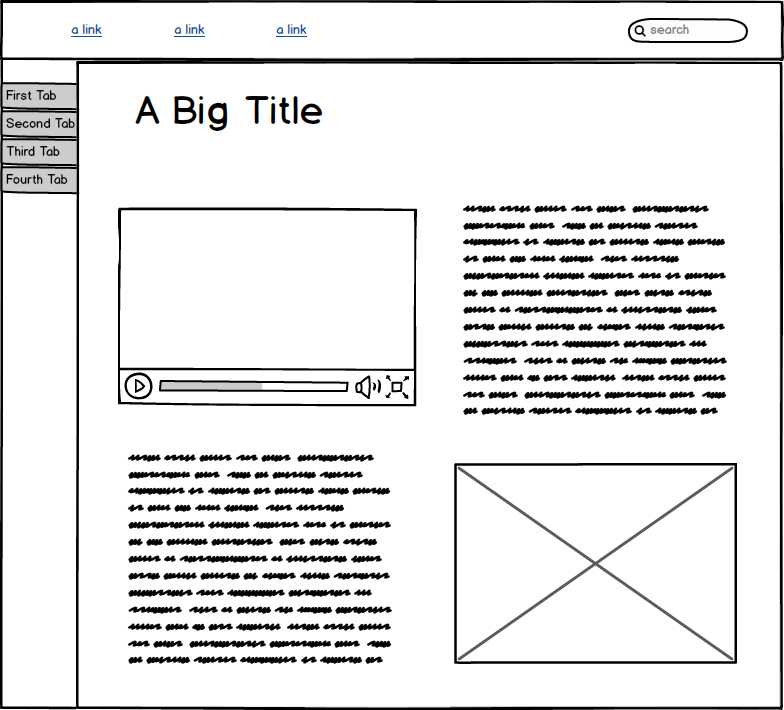 a link a link a link search
First Tab
Second Tab
Third Tab
Fourth Tab
A Big Title